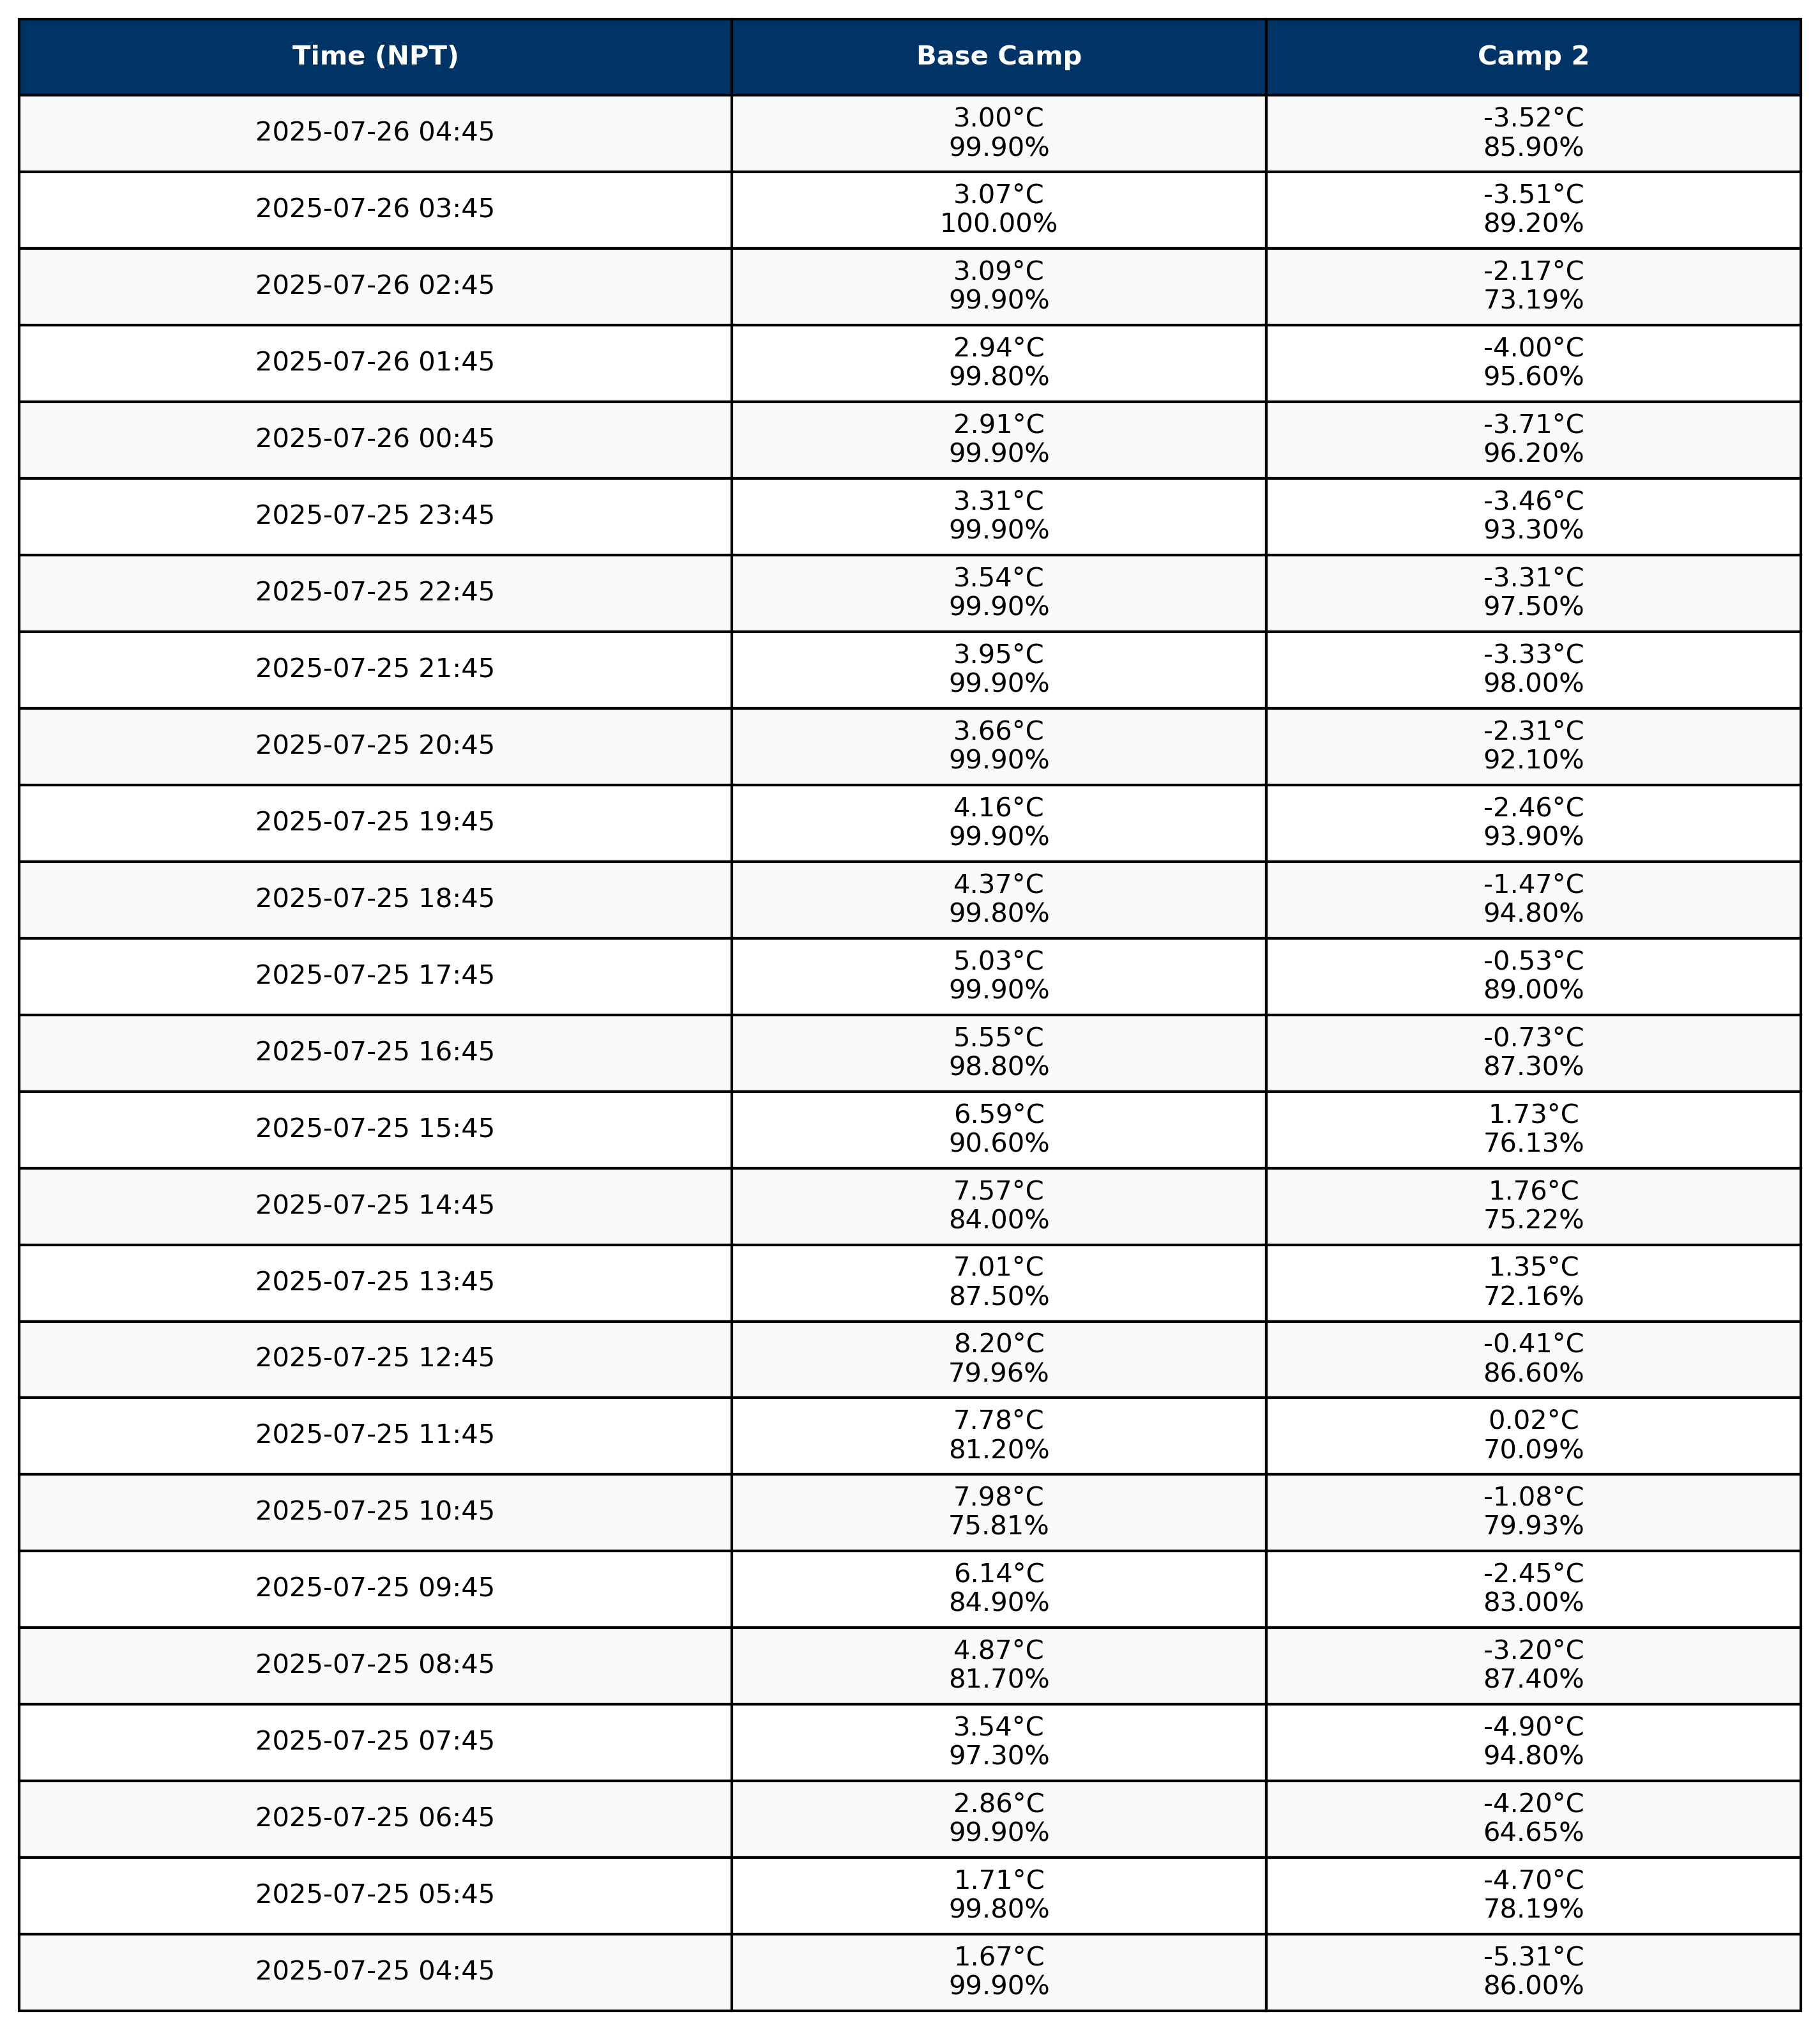 Time (NPT) Base Camp Camp 2
2025-07-26 04:45 3.00°C -3.52°C
99.90% 85.90%
2025-07-26 03:45 3.07°C -3.51°C
100.00% 89.20%
2025-07-26 02:45 3.09°C -2.17°C
99.90% 73.19%
2025-07-26 01:45 2.94°C -4.00°C
99.80% 95.60%
2025-07-26 00:45 2.91°C -3.71°C
99.90% 96.20%
2025-07-25 23:45 3.31°C -3.46°C
99.90% 93.30%
2025-07-25 22:45 3.54°C -3.31°C
99.90% 97.50%
2025-07-25 21:45 3.95°C -3.33°C
99.90% 98.00%
2025-07-25 20:45 3.66°C -2.31°C
99.90% 92.10%
2025-07-25 19:45 4.16°C -2.46°C
99.90% 93.90%
2025-07-25 18:45 4.37°C -1.47°C
99.80% 94.80%
2025-07-25 17:45 5.03°C -0.53°C
99.90% 89.00%
2025-07-25 16:45 5.55°C -0.73°C
98.80% 87.30%
2025-07-25 15:45 6.59°C 1.73°C
90.60% 76.13%
2025-07-25 14:45 7.57°C 1.76°C
84.00% 75.22%
2025-07-25 13:45 7.01°C 1.35°C
87.50% 72.16%
2025-07-25 12:45 8.20°C -0.41°C
79.96% 86.60%
2025-07-25 11:45 7.78°C 0.02°C
81.20% 70.09%
2025-07-25 10:45 7.98°C -1.08°C
75.81% 79.93%
2025-07-25 09:45 6.14°C -2.45°C
84.90% 83.00%
2025-07-25 08:45 4.87°C -3.20°C
81.70% 87.40%
2025-07-25 07:45 3.54°C -4.90°C
97.30% 94.80%
2025-07-25 06:45 2.86°C -4.20°C
99.90% 64.65%
2025-07-25 05:45 1.71°C -4.70°C
99.80% 78.19%
2025-07-25 04:45 1.67°C -5.31°C
99.90% 86.00%